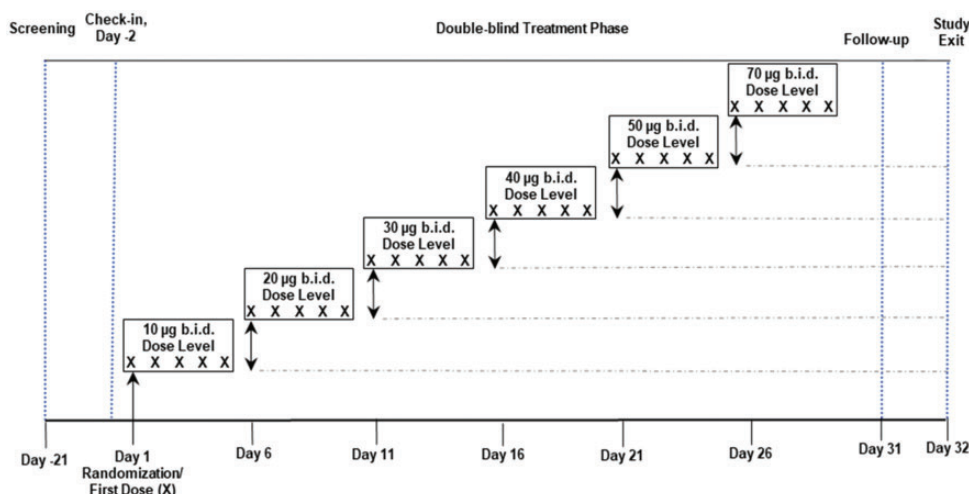 Screening
Check-in,
Day -2
Double-blind Treatment Phase
Follow-up
Study
Exit
70 µg b.i.d.
Dose Level
X X X X X
50 µg b.i.d.
Dose Level
X X X X X
40 µg b.i.d.
Dose Level
X X X X X
30 µg b.i.d.
Dose Level
X X X X X
20 µg b.i.d.
Dose Level
X X X X X
10 µg b.i.d.
Dose Level
X X X X X
Day -21
Day 1
Randomization/
First Dose (X)
Day 6
Day 11
Day 16
Day 21
Day 26
Day 31
Day 32